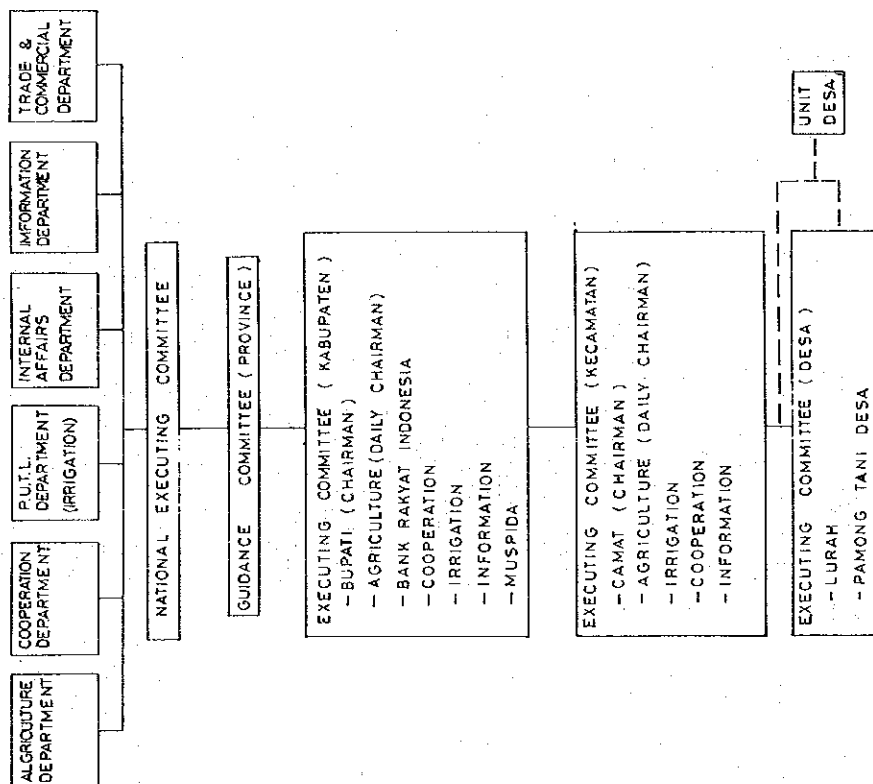 ALGRICULTURE
DEPARTMENT
COOPERATION
DEPARTMENT
P.U.T.L.
DEPARTMENT
(IRRIGATION)
INTERNAL
AFFAIRS
DEPARTMENT
IMFORMATION
DEPARTMENT
TRADE &
COMMERCIAL
DEPARTMENT
NATIONAL EXECUTING COMMITTEE
GUIDANCE COMMITTEE (PROVINCE)
EXECUTING COMMITTEE (KABUPATEN)
- BUPATI (CHAIRMAN)
- AGRICULTURE (DAILY CHAIRMAN)
- BANK RAKYAT INDONESIA
- COOPERATION
- IRRIGATION
- INFORMATION
- MUSPIDA
EXECUTING COMMITTEE (KECAMATAN)
- CAMAT (CHAIRMAN)
- AGRICULTURE (DAILY CHAIRMAN)
- IRRIGATION
- COOPERATION
- INFORMATION
UNIT
DESA
EXECUTING COMMITTEE (DESA)
- LURAH
- PAMONG TANI DESA